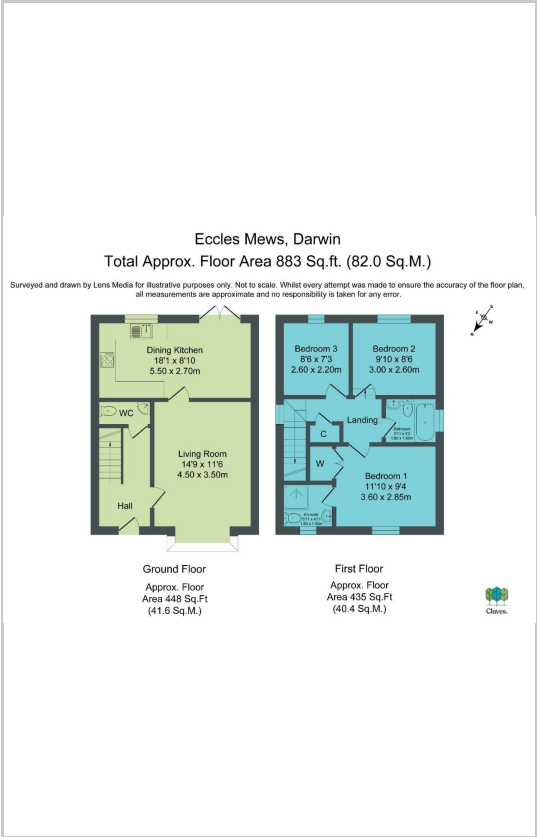 Eccles Mews, Darwin
Total Approx. Floor Area 883 Sq.ft. (82.0 Sq.M.)
Surveyed and drawn by Lens Media for illustrative purposes only. Not to scale. Whilst every attempt was made to ensure the accuracy of the floor plan,
all measurements are approximate and no responsibility is taken for any error.
S
E
W
N
Dining Kitchen
18'1 x 8'10
5.50 x 2.70m
WC
Living Room
14'9 x 11'6
4.50 x 3.50m
Hall
Ground Floor
Approx. Floor
Area 448 Sq.Ft
(41.6 Sq.M.)
Bedroom 3
8'6 x 7'3
2.60 x 2.20m
Bedroom 2
9'10 x 8'6
3.00 x 2.60m
Landing
C
Bathroom
W
Bedroom 1
11'10 x 9'4
3.60 x 2.85m
En-suite
First Floor
Approx. Floor
Area 435 Sq.Ft
(40.4 Sq.M.)
Claves.